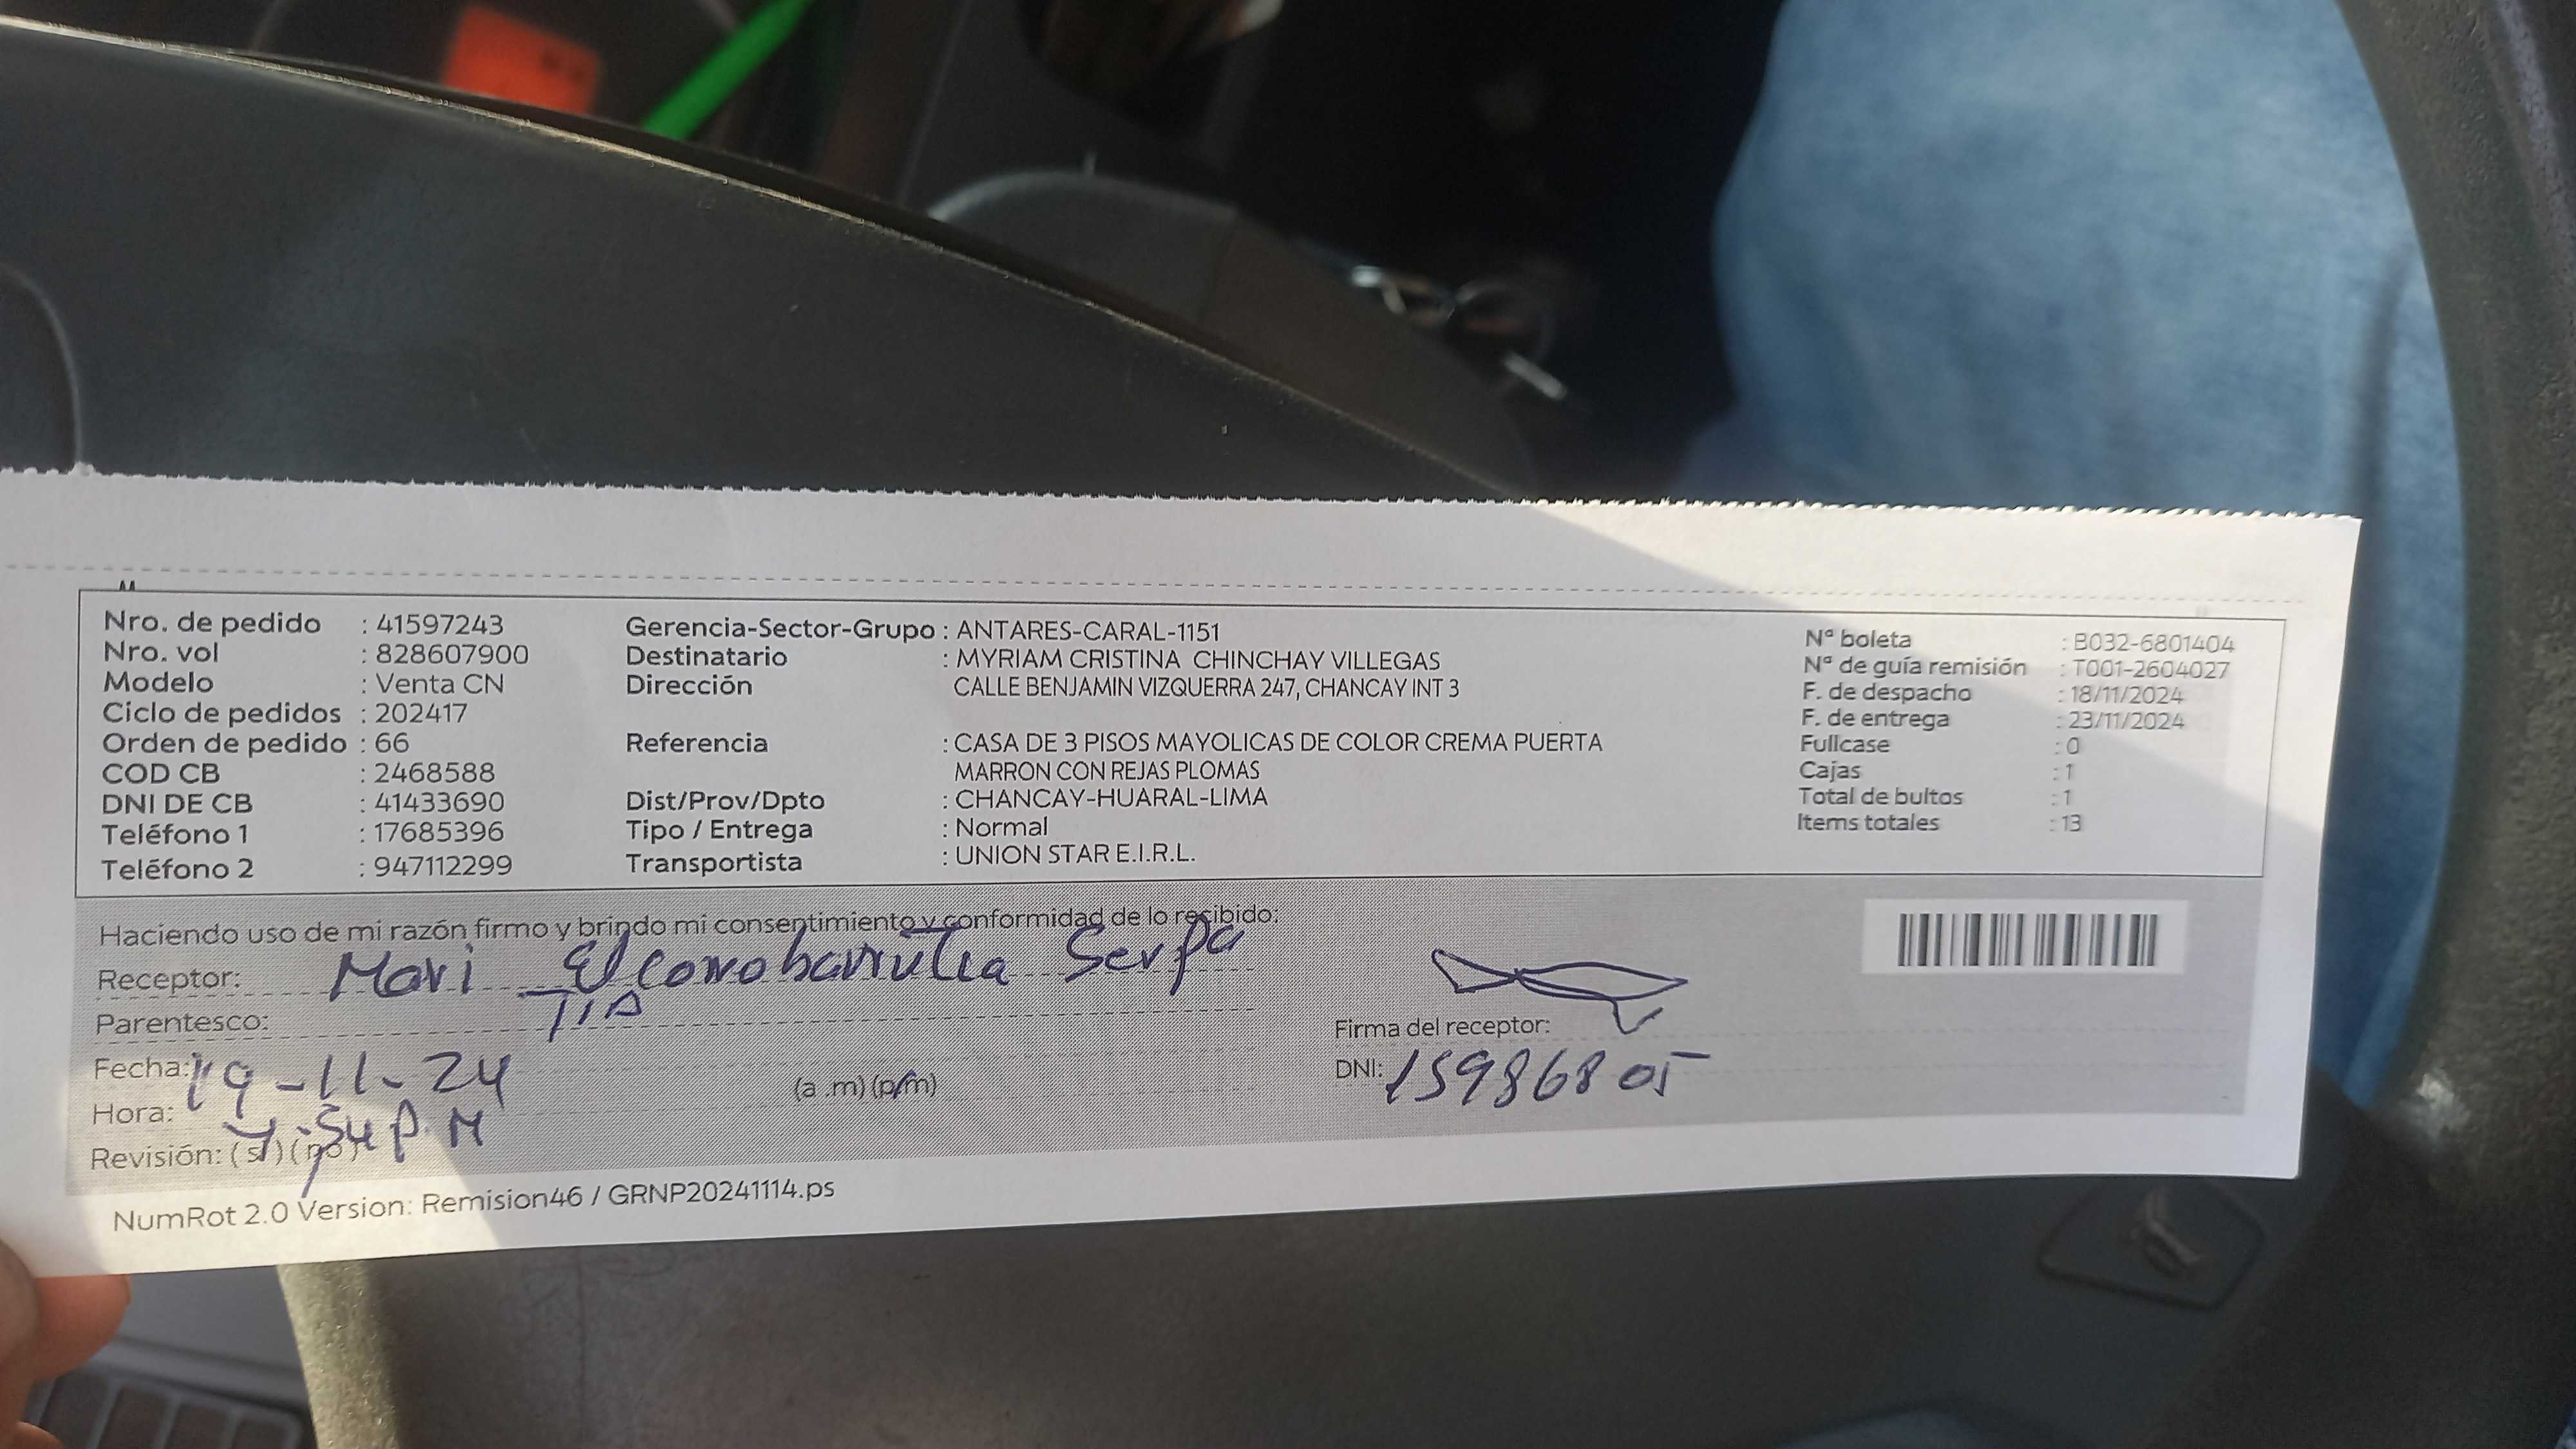 Nro. de pedido : 41597243
Nro. vol : 828607900
Modelo : Venta CN
Ciclo de pedidos : 202417
Orden de pedido : 66
COD CB : 2468588
DNI DE CB : 41433690
Teléfono 1 : 17685396
Teléfono 2 : 947112299
Gerencia-Sector-Grupo : ANTARES-CARAL-1151
Destinatario : MYRIAM CRISTINA CHINCHAY VILLEGAS
Dirección CALLE BENJAMIN VIZQUERRA 247, CHANCAY INT 3
Referencia : CASA DE 3 PISOS MAYOLICAS DE COLOR CREMA PUERTA
MARRON CON REJAS PLOMAS
Dist/Prov/Dpto : CHANCAY-HUARAL-LIMA
Tipo / Entrega : Normal
Transportista : UNION STAR E.I.R.L.
Nº boleta : B032-6801404
Nº de guía remisión : T001-2604027
F. de despacho : 18/11/2024
F. de entrega : 23/11/2024
Fullcase : 0
Cajas : 1
Total de bultos : 1
Items totales : 13
Haciendo uso de mi razón firmo y brindo mi consentimiento y conformidad de lo recibido:
Receptor: Mari Serpa
Parentesco: TIA
Fecha: 19-11-24
Hora: P.M (a .m) (p.m)
Revisión: (si) (no)
Firma del receptor:
DNI: 15986805
NumRot 2.0 Version: Remision46 / GRNP20241114.ps